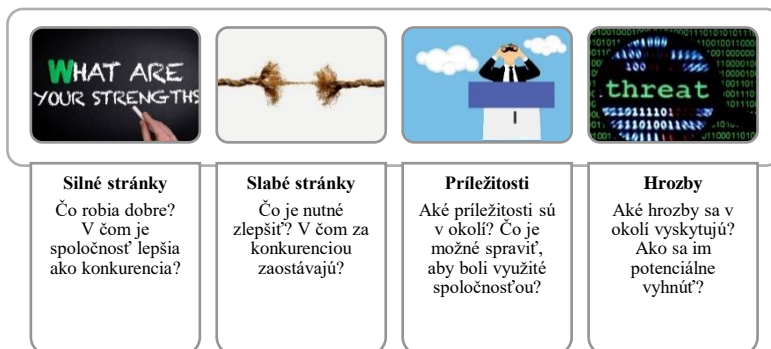 WHAT ARE
YOUR STRENGTHS
threat
Silné stránky
Čo robia dobre?
V čom je
spoločnosť lepšia
ako konkurencia?
Slabé stránky
Čo je nutné
zlepšiť? V čom za
konkurenciou
zaostávajú?
Príležitosti
Aké príležitosti sú
v okolí? Čo je
možné spraviť,
aby boli využité
spoločnosťou?
Hrozby
Aké hrozby sa v
okolí vyskytujú?
Ako sa im
potenciálne
vyhnúť?